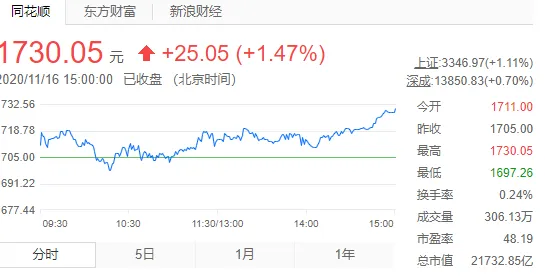 同花顺 东方财富 新浪财经
1730.05 元 +25.05 (+1.47%)
2020/11/16 15:00:00 已收盘 (北京时间)
732.56
718.78
705.00
691.22
677.44
09:30 10:30 11:30/13:00 14:00 15:00
分时 5日 1月 1年
上证:3346.97(+1.11%)
深成:13850.83(+0.70%)
今开 1711.00
昨收 1705.00
最高 1730.05
最低 1697.26
换手率 0.24%
成交量 306.13万
市盈率 48.19
总市值 21732.85亿